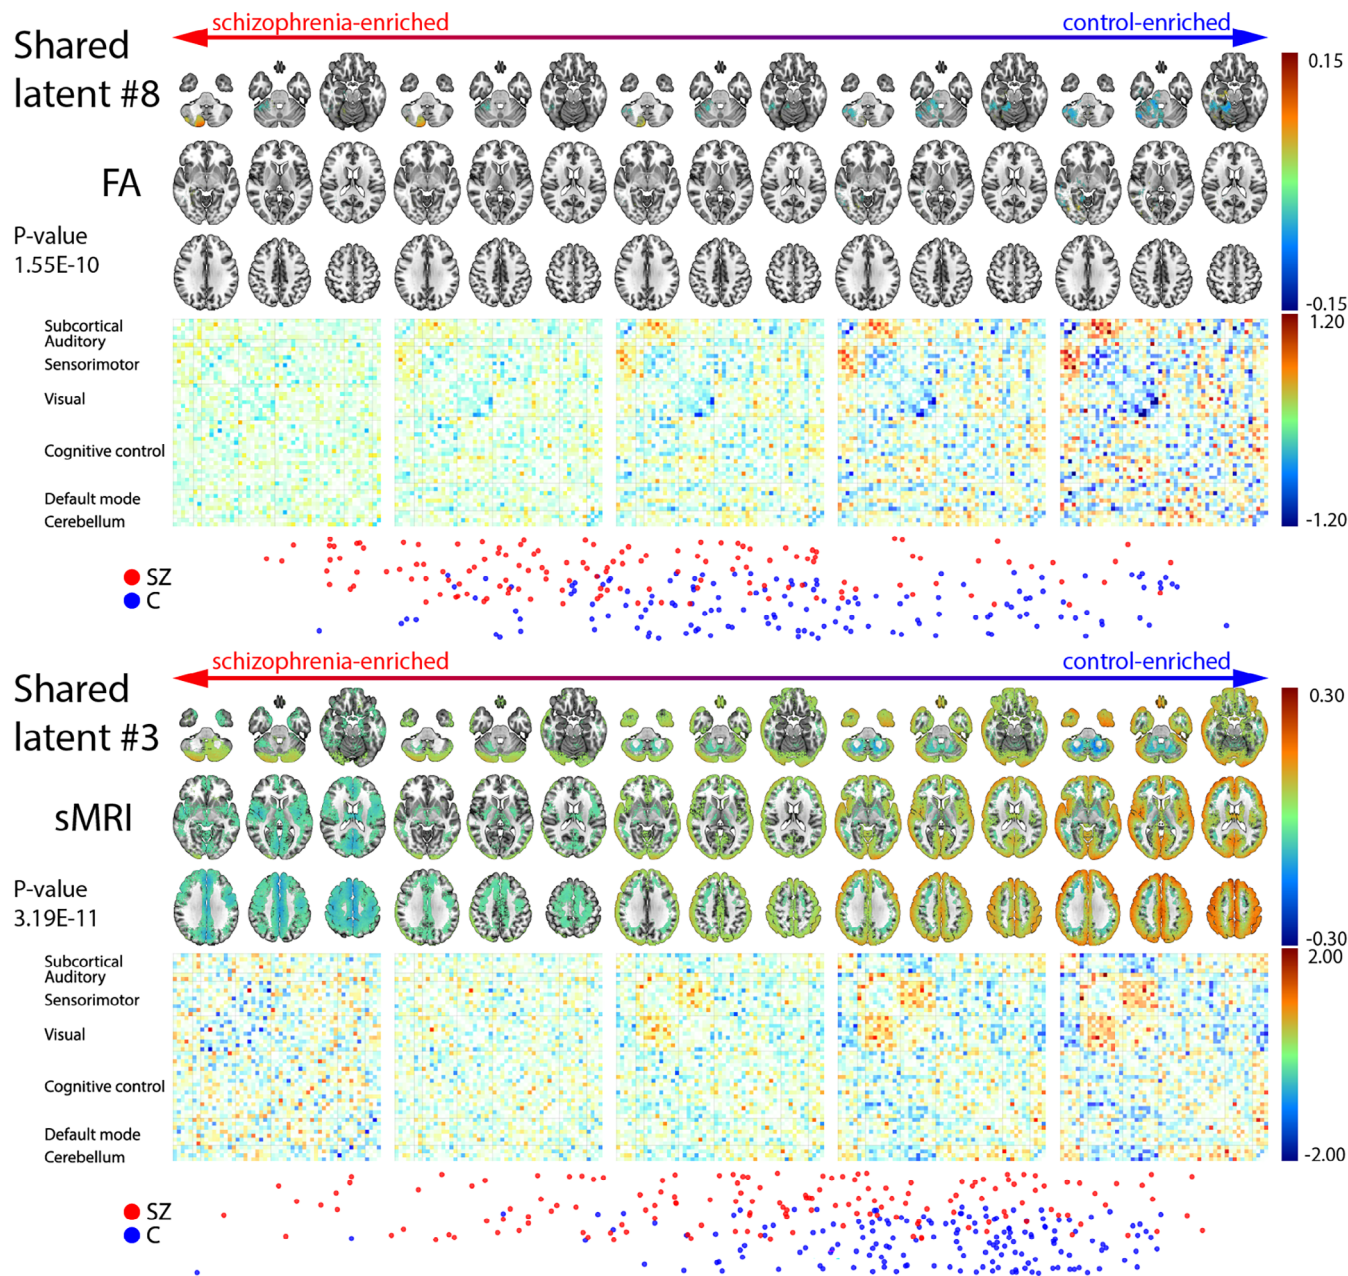 schizophrenia-enriched
control-enriched
Shared
latent #8
0.15
FA
P-value
1.55E-10
-0.15
1.20
Subcortical
Auditory
Sensorimotor
Visual
Cognitive control
Default mode
Cerebellum
-1.20
SZ
C
schizophrenia-enriched
control-enriched
Shared
latent #3
0.30
sMRI
P-value
3.19E-11
-0.30
2.00
Subcortical
Auditory
Sensorimotor
Visual
Cognitive control
Default mode
Cerebellum
-2.00
SZ
C